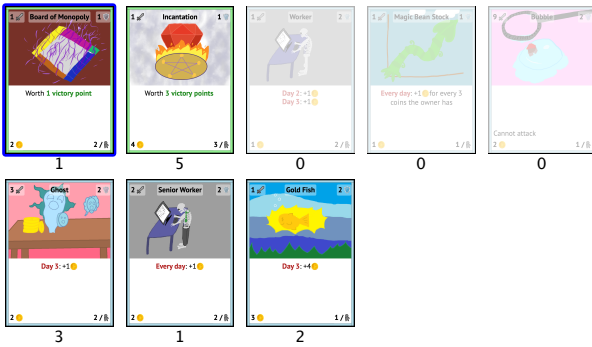 1 Board of Monopoly 1
Worth 1 victory point
2 2 /
1
1 Incantation 1
Worth 3 victory points
4 3 /
5
1 Worker 2
Day 2: +1
Day 3: +1
1 2 /
0
1 Magic Bean Stock 2
Every day: +1 for every 3
coins the owner has
1 1 /
0
9 Bubble 2
Cannot attack
2 1 /
0
3 Ghost 2
Day 3: +1
2 2 /
3
2 Senior Worker 2
Every day: +1
2 2 /
1
1 Gold Fish 2
Day 3: +4
3 1 /
2